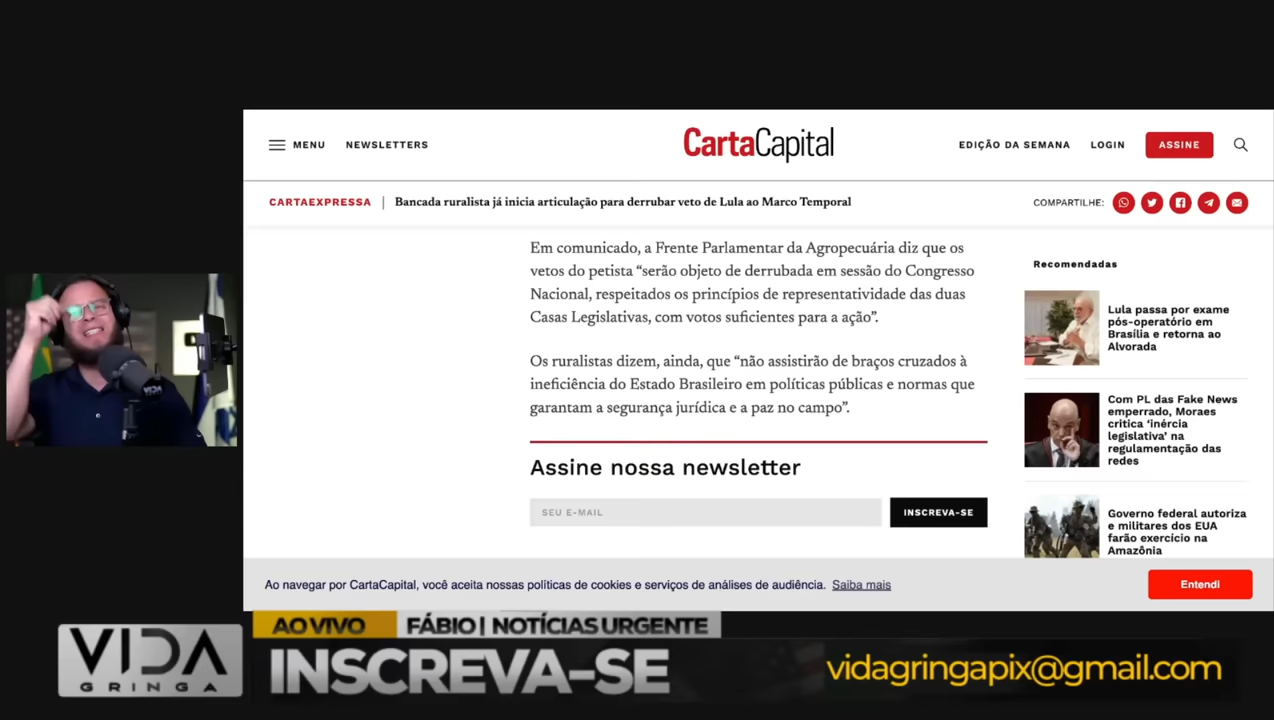 MENU
NEWSLETTERS
CartaCapital
EDIÇÃO DA SEMANA
LOGIN
ASSINE
CARTAEXPRESSA | Bancada ruralista já inicia articulação para derrubar veto de Lula ao Marco Temporal
COMPARTILHE:
Em comunicado, a Frente Parlamentar da Agropecuária diz que os
vetos do petista “serão objeto de derrubada em sessão do Congresso
Nacional, respeitados os princípios de representatividade das duas
Casas Legislativas, com votos suficientes para a ação”.
Os ruralistas dizem, ainda, que “não assistirão de braços cruzados à
ineficiência do Estado Brasileiro em políticas públicas e normas que
garantam a segurança jurídica e a paz no campo”.
Assine nossa newsletter
SEU E-MAIL
INSCREVA-SE
Recomendadas
Lula passa por exame
pós-operatório em
Brasília e retorna ao
Alvorada
Com PL das Fake News
emperrado, Moraes
critica ‘inércia
legislativa’ na
regulamentação das
redes
Governo federal autoriza
e militares dos EUA
farão exercício na
Amazônia
Ao navegar por CartaCapital, você aceita nossas políticas de cookies e serviços de análises de audiência. Saiba mais
Entendi
VIDA
AO VIVO
FÁBIO | NOTÍCIAS URGENTE
VIDA
GRINGA
INSCREVA-SE
vidagringapix@gmail.com